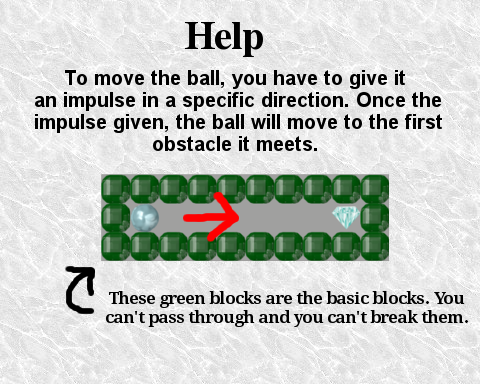 Help
To move the ball, you have to give it
an impulse in a specific direction. Once the
impulse given, the ball will move to the first
obstacle it meets.
These green blocks are the basic blocks. You
can't pass through and you can't break them.